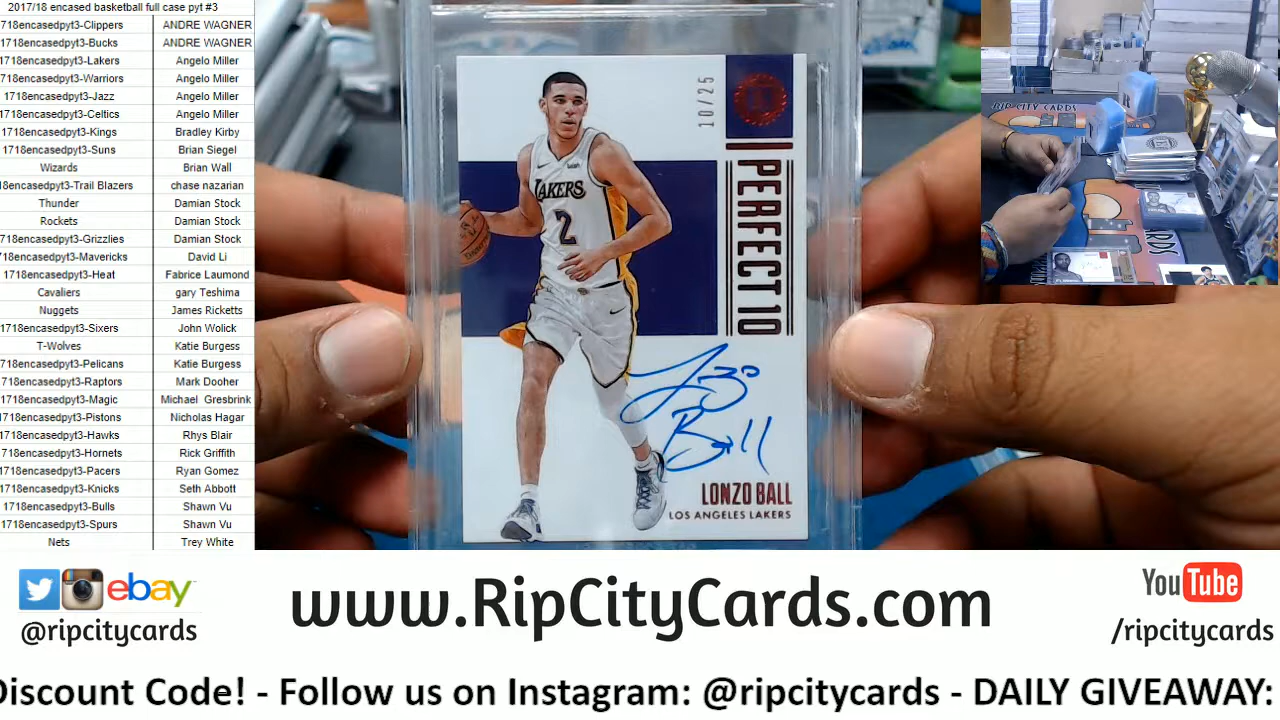 2017/18 encased basketball full case pyt #3
718encasedpyt3-Clippers ANDRE WAGNER
1718encasedpyt3-Bucks ANDRE WAGNER
1718encasedpyt3-Lakers Angelo Miller
718encasedpyt3-Warriors Angelo Miller
1718encasedpyt3-Jazz Angelo Miller
1718encasedpyt3-Celtics Angelo Miller
1718encasedpyt3-Kings Bradley Kirby
1718encasedpyt3-Suns Brian Siegel
Wizards Brian Wall
8encasedpyt3-Trail Blazers chase nazarian
Thunder Damian Stock
Rockets Damian Stock
718encasedpyt3-Grizzlies Damian Stock
718encasedpyt3-Mavericks David Li
1718encasedpyt3-Heat Fabrice Laumond
Cavaliers gary Teshima
Nuggets James Ricketts
1718encasedpyt3-Sixers John Wolick
T-Wolves Katie Burgess
1718encasedpyt3-Pelicans Katie Burgess
718encasedpyt3-Raptors Mark Dooher
1718encasedpyt3-Magic Michael Gresbrink
1718encasedpyt3-Pistons Nicholas Hagar
1718encasedpyt3-Hawks Rhys Blair
718encasedpyt3-Hornets Rick Griffith
1718encasedpyt3-Pacers Ryan Gomez
1718encasedpyt3-Knicks Seth Abbott
1718encasedpyt3-Bulls Shawn Vu
1718encasedpyt3-Spurs Shawn Vu
Nets Trey White
10/25
PERFECT 10
LAKERS
2
Lonzo
Ball
LONZO BALL
LOS ANGELES LAKERS
RIP CITY CARDS
CARDS
ebay
@ripcitycards
www.RipCityCards.com
YouTube
/ripcitycards
Discount Code! - Follow us on Instagram: @ripcitycards - DAILY GIVEAWAY: